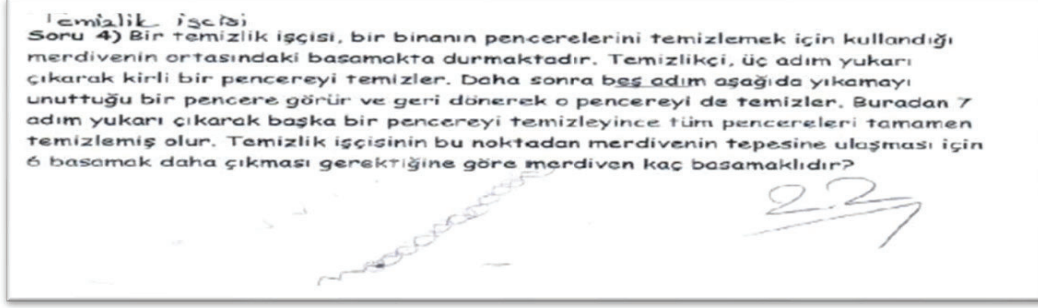 Temizlik işçisi
Soru 4) Bir temizlik işçisi, bir binanın pencerelerini temizlemek için kullandığı
merdivenin ortasındaki basamakta durmaktadır. Temizlikçi, üç adım yukarı
çıkarak kirli bir pencereyi temizler. Daha sonra beş adım aşağıda yıkamayı
unuttuğu bir pencere görür ve geri dönerek o pencereyi de temizler. Buradan 7
adım yukarı çıkarak başka bir pencereyi temizleyince tüm pencereleri tamamen
temizlemiş olur. Temizlik işçisinin bu noktadan merdivenin tepesine ulaşması için
6 basamak daha çıkması gerektiğine göre merdiven kaç basamaklıdır?
22